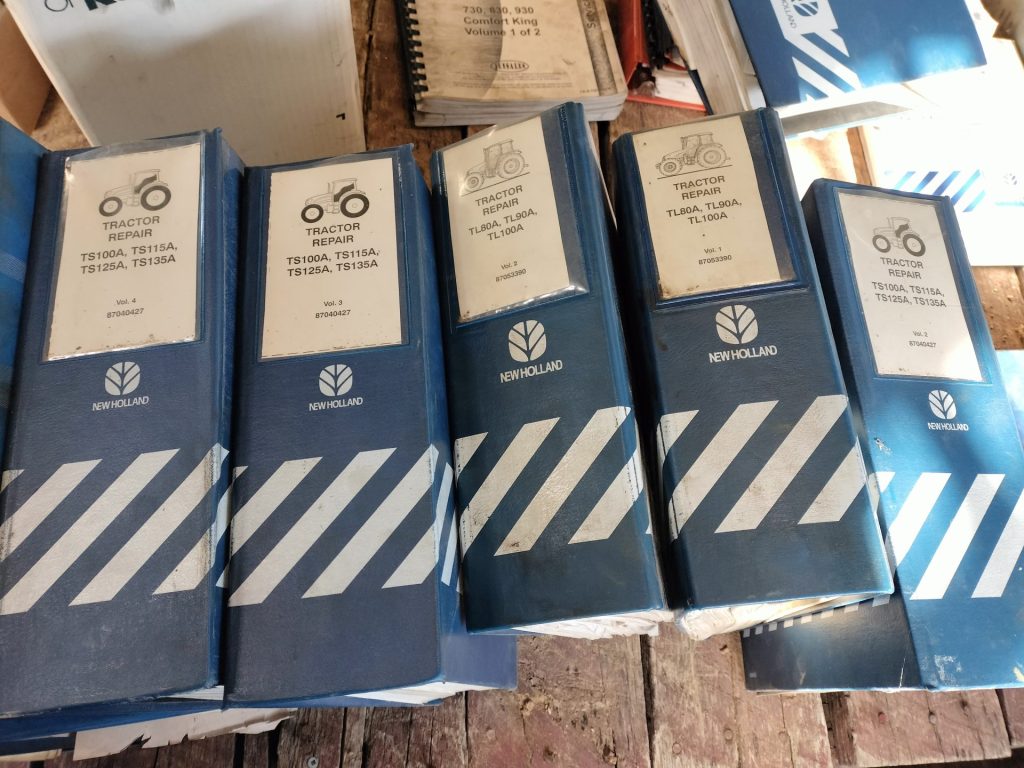 730, 830, 930
Comfort King
Volume 1 of 2
NEW HOLLAND
TRACTOR
REPAIR
TS100A, TS115A,
TS125A, TS135A
Vol. 4
87040427
NEW HOLLAND
TRACTOR
REPAIR
TS100A, TS115A,
TS125A, TS135A
Vol. 3
87040427
NEW HOLLAND
TRACTOR
REPAIR
TL80A, TL90A,
TL100A
Vol. 2
87053390
NEW HOLLAND
TRACTOR
REPAIR
TL80A, TL90A,
TL100A
Vol. 1
87053390
NEW HOLLAND
TRACTOR
REPAIR
TS100A, TS115A,
TS125A, TS135A
Vol. 2
87040427
NEW HOLLAND